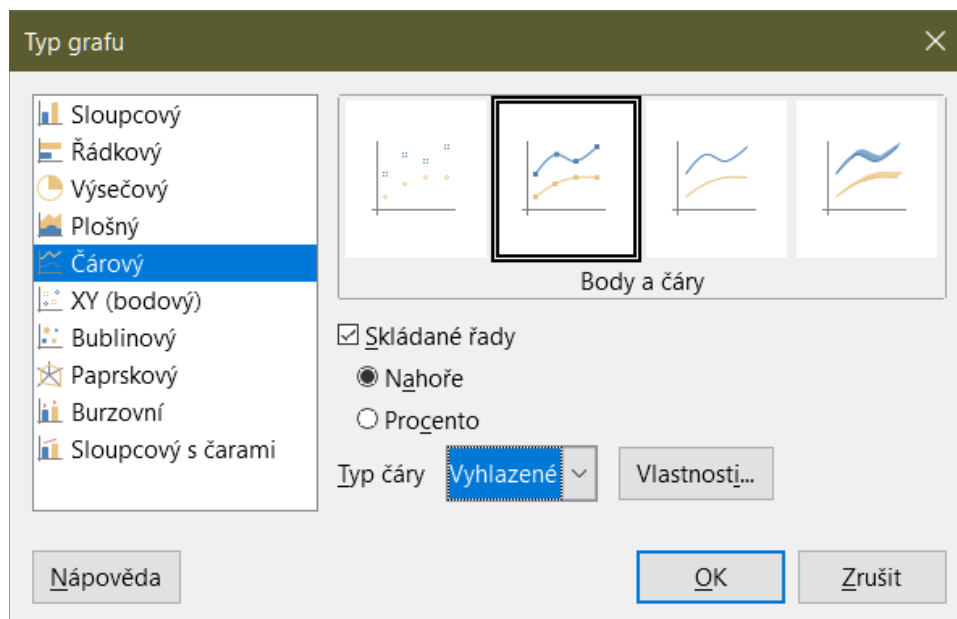 Typ grafu
Sloupcový
Řádkový
Výsečový
Plošný
Čárový
XY (bodový)
Bublinový
Paprskový
Burzovní
Sloupcový s čarami
Body a čáry
Skládané řady
Nahoře
Procento
Typ čáry
Vyhlazené
Vlastnosti...
Nápověda
OK
Zrušit